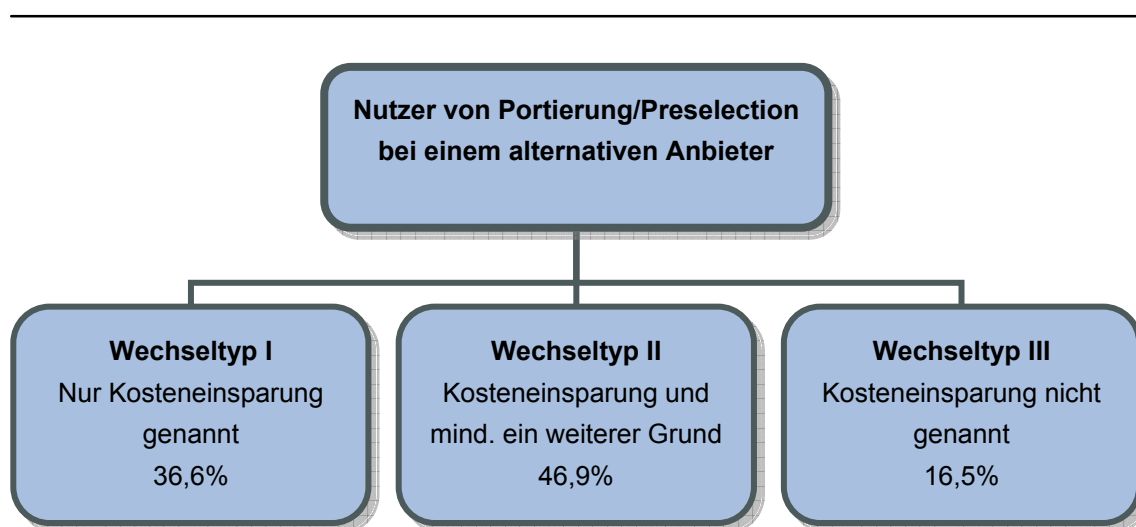 Nutzer von Portierung/Preselection
bei einem alternativen Anbieter
Wechseltyp I
Nur Kosteneinsparung
genannt
36,6%
Wechseltyp II
Kosteneinsparung und
mind. ein weiterer Grund
46,9%
Wechseltyp III
Kosteneinsparung nicht
genannt
16,5%